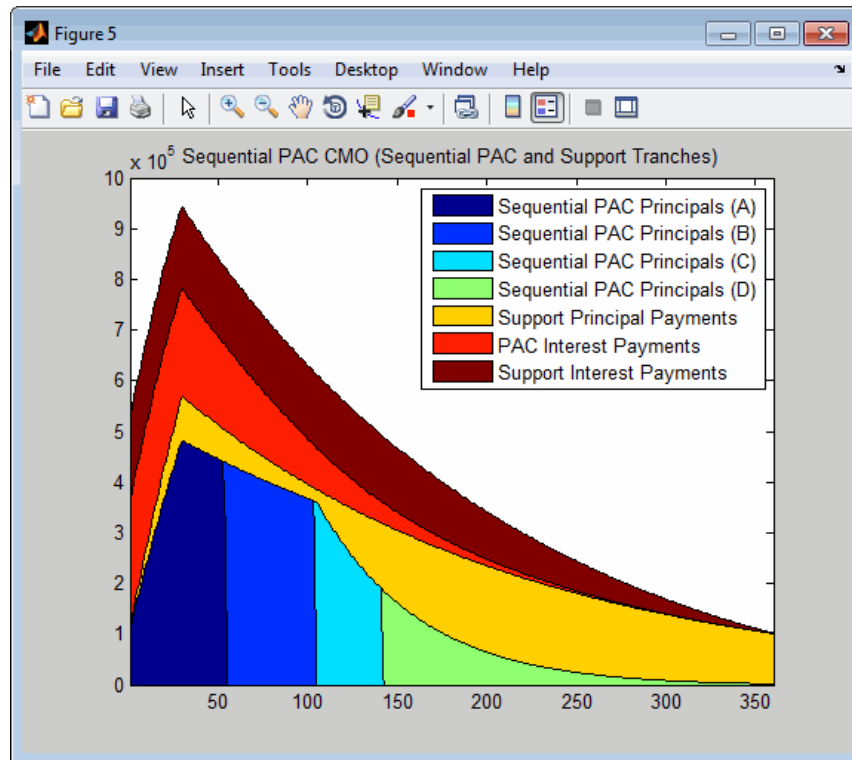 Figure 5
File Edit View Insert Tools Desktop Window Help
x 10^5 Sequential PAC CMO (Sequential PAC and Support Tranches)
10
9
8
7
6
5
4
3
2
1
0
Sequential PAC Principals (A)
Sequential PAC Principals (B)
Sequential PAC Principals (C)
Sequential PAC Principals (D)
Support Principal Payments
PAC Interest Payments
Support Interest Payments
50 100 150 200 250 300 350